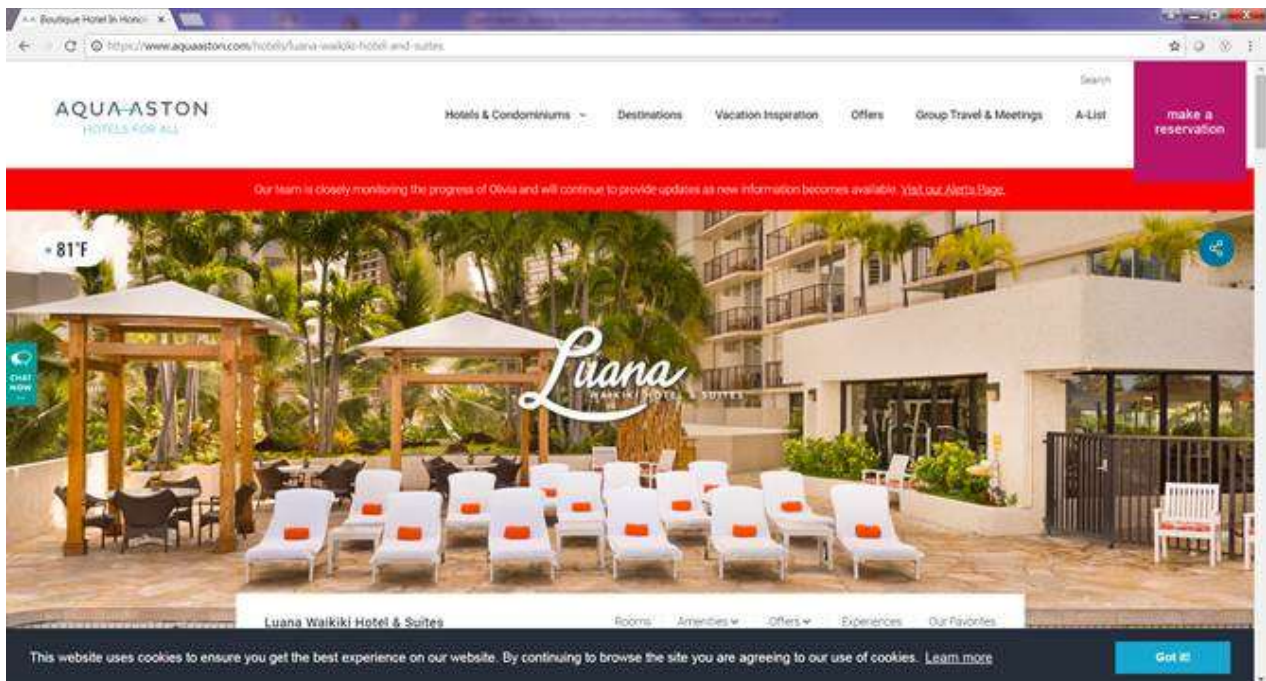 Boutique Hotel In Honol
https://www.aquaaston.com/hotels/luana-waikiki-hotel-and-suites
Search
AQUA-ASTON
HOTELS FOR ALL
Hotels & Condominiums
Destinations
Vacation Inspiration
Offers
Group Travel & Meetings
A-List
make a
reservation
Our team is closely monitoring the progress of Olivia and will continue to provide updates as new information becomes available. Visit our Alerts Page.
81°F
CHAT
NOW
Luana
WAIKIKI HOTEL & SUITES
Luana Waikiki Hotel & Suites
Rooms
Amenities
Offers
Experiences
Our Favorites
This website uses cookies to ensure you get the best experience on our website. By continuing to browse the site you are agreeing to our use of cookies. Learn more
Got it!